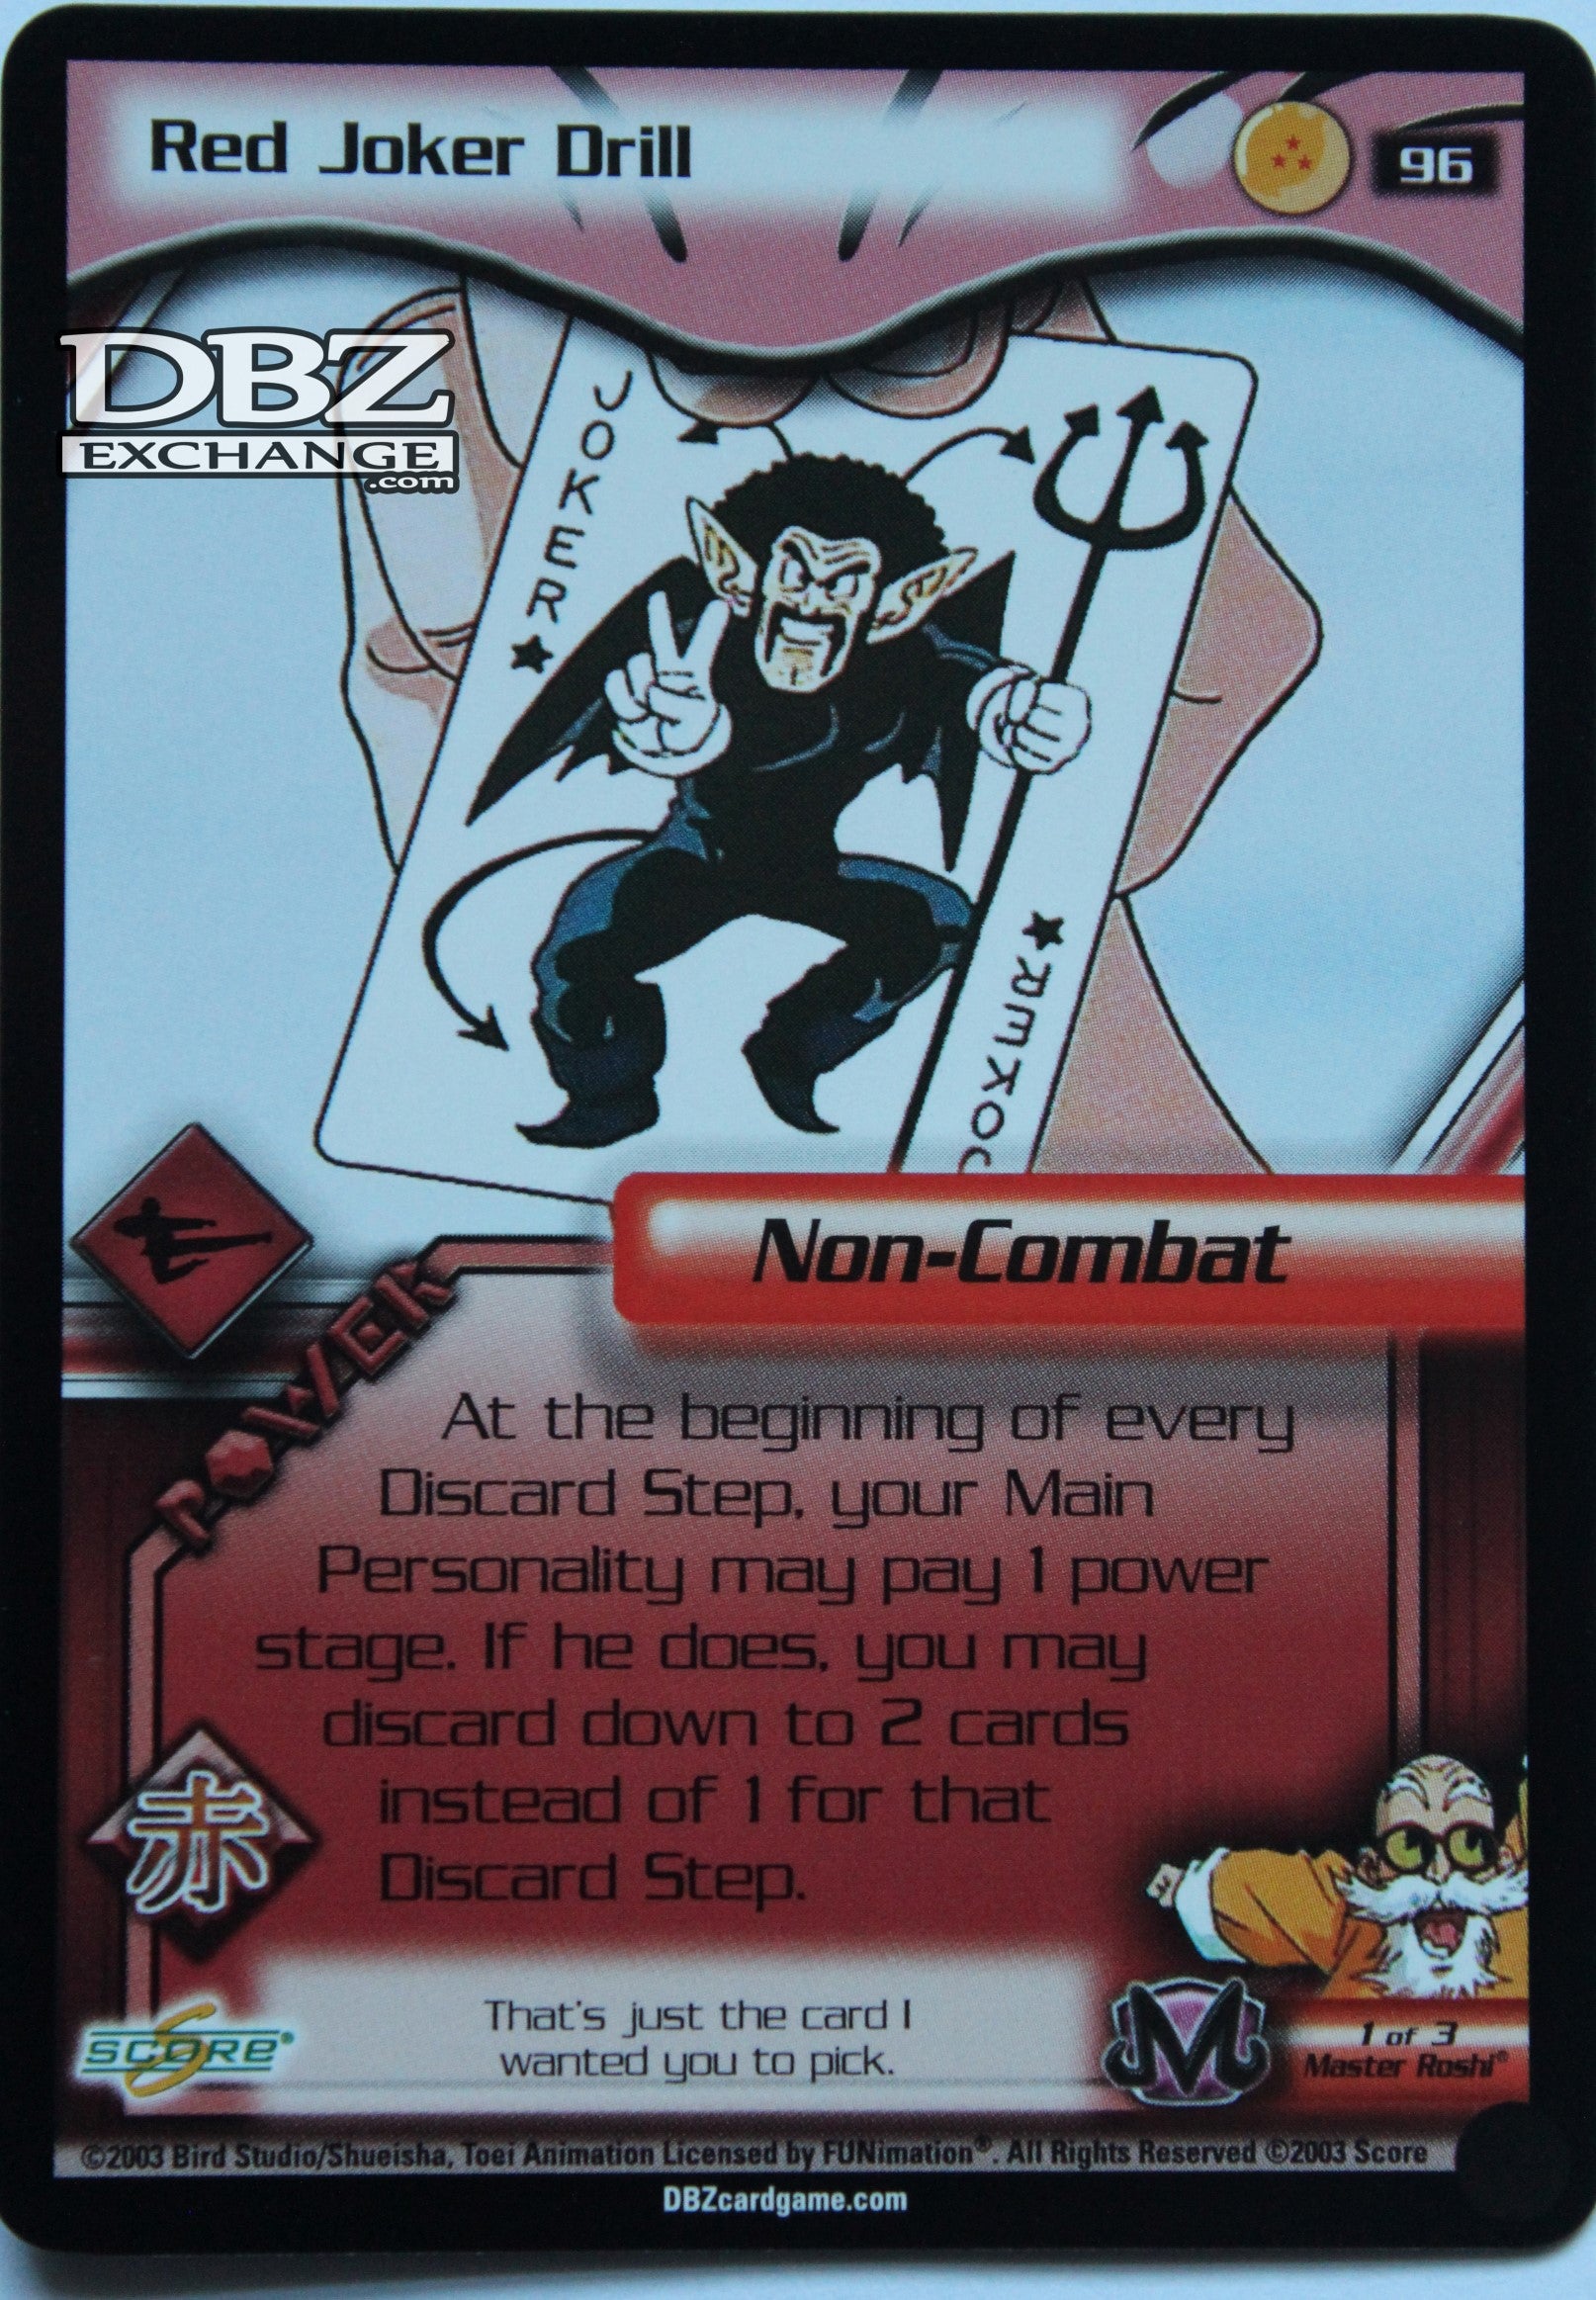 Red Joker Drill
96
DBZ
EXCHANGE
.com
JOKER
JOKER
Non-Combat
POWER
At the beginning of every
Discard Step, your Main
Personality may pay 1 power
stage. If he does, you may
discard down to 2 cards
instead of 1 for that
Discard Step.
赤
That's just the card I
wanted you to pick.
SCORE®
M
1 of 3
Master Roshi®
©2003 Bird Studio/Shueisha, Toei Animation Licensed by FUNimation®. All Rights Reserved ©2003 Score
DBZcardgame.com